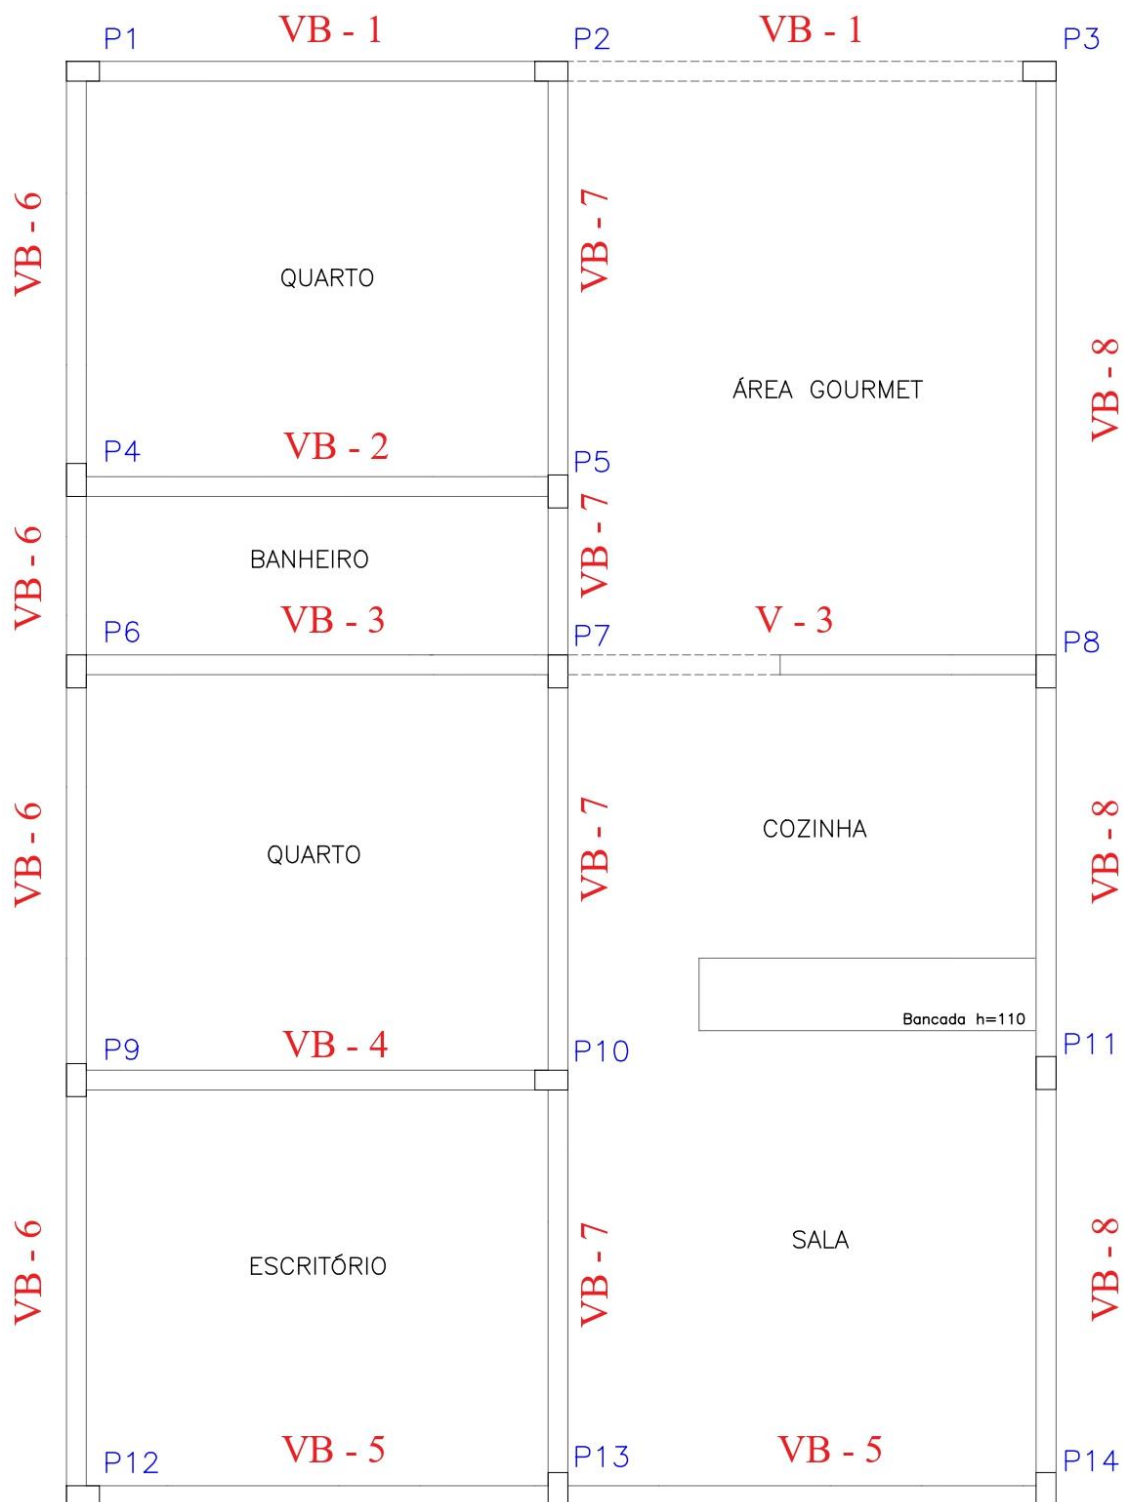 P1 VB - 1 P2 VB - 1 P3
VB - 6
VB - 7
QUARTO
VB - 8
ÁREA GOURMET
P4 VB - 2 P5
VB - 6
BANHEIRO
VB - 7
P6 VB - 3 P7 V - 3 P8
VB - 6
QUARTO
VB - 7
COZINHA
VB - 8
Bancada h=110
P9 VB - 4 P10 P11
VB - 6
ESCRITÓRIO
VB - 7
SALA
VB - 8
P12 VB - 5 P13 VB - 5 P14